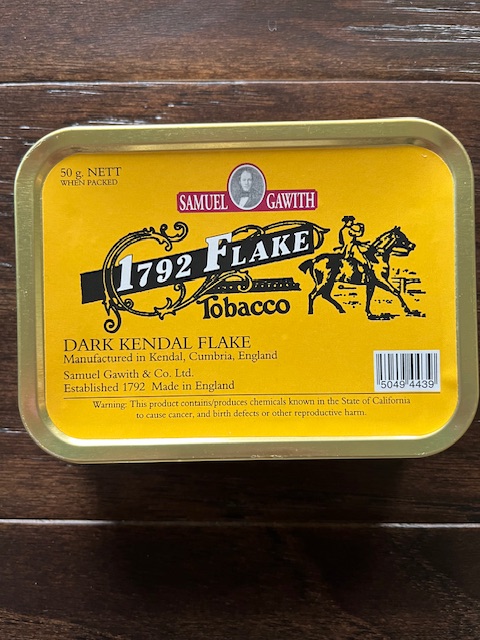 50 g. NETT
WHEN PACKED
SAMUEL GAWITH
1792 FLAKE
Tobacco
DARK KENDAL FLAKE
Manufactured in Kendal, Cumbria, England
Samuel Gawith & Co. Ltd.
Established 1792 Made in England
5049 4439
Warning: This product contains/produces chemicals known in the State of California
to cause cancer, and birth defects or other reproductive harm.